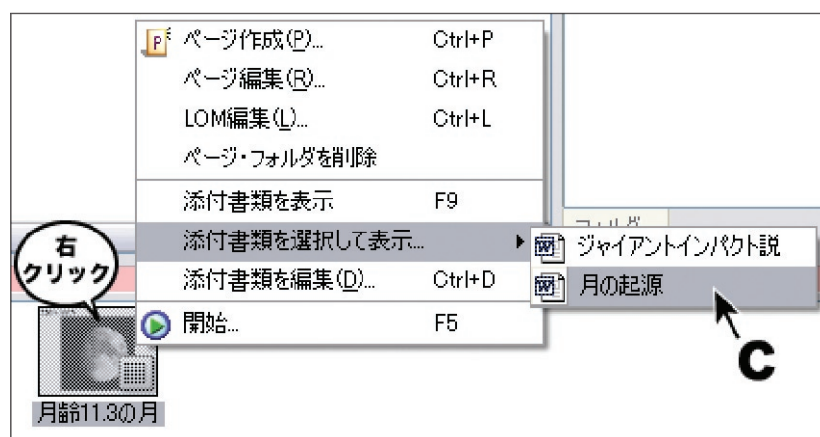 ページ作成(P)... Ctrl+P
ページ編集(R)... Ctrl+R
LOM編集(L)... Ctrl+L
ページ・フォルダを削除
添付書類を表示 F9
添付書類を選択して表示...
添付書類を編集(D)... Ctrl+D
開始... F5
フォルダ
ジャイアントインパクト説
月の起源
右
クリック
C
月齢11.3の月